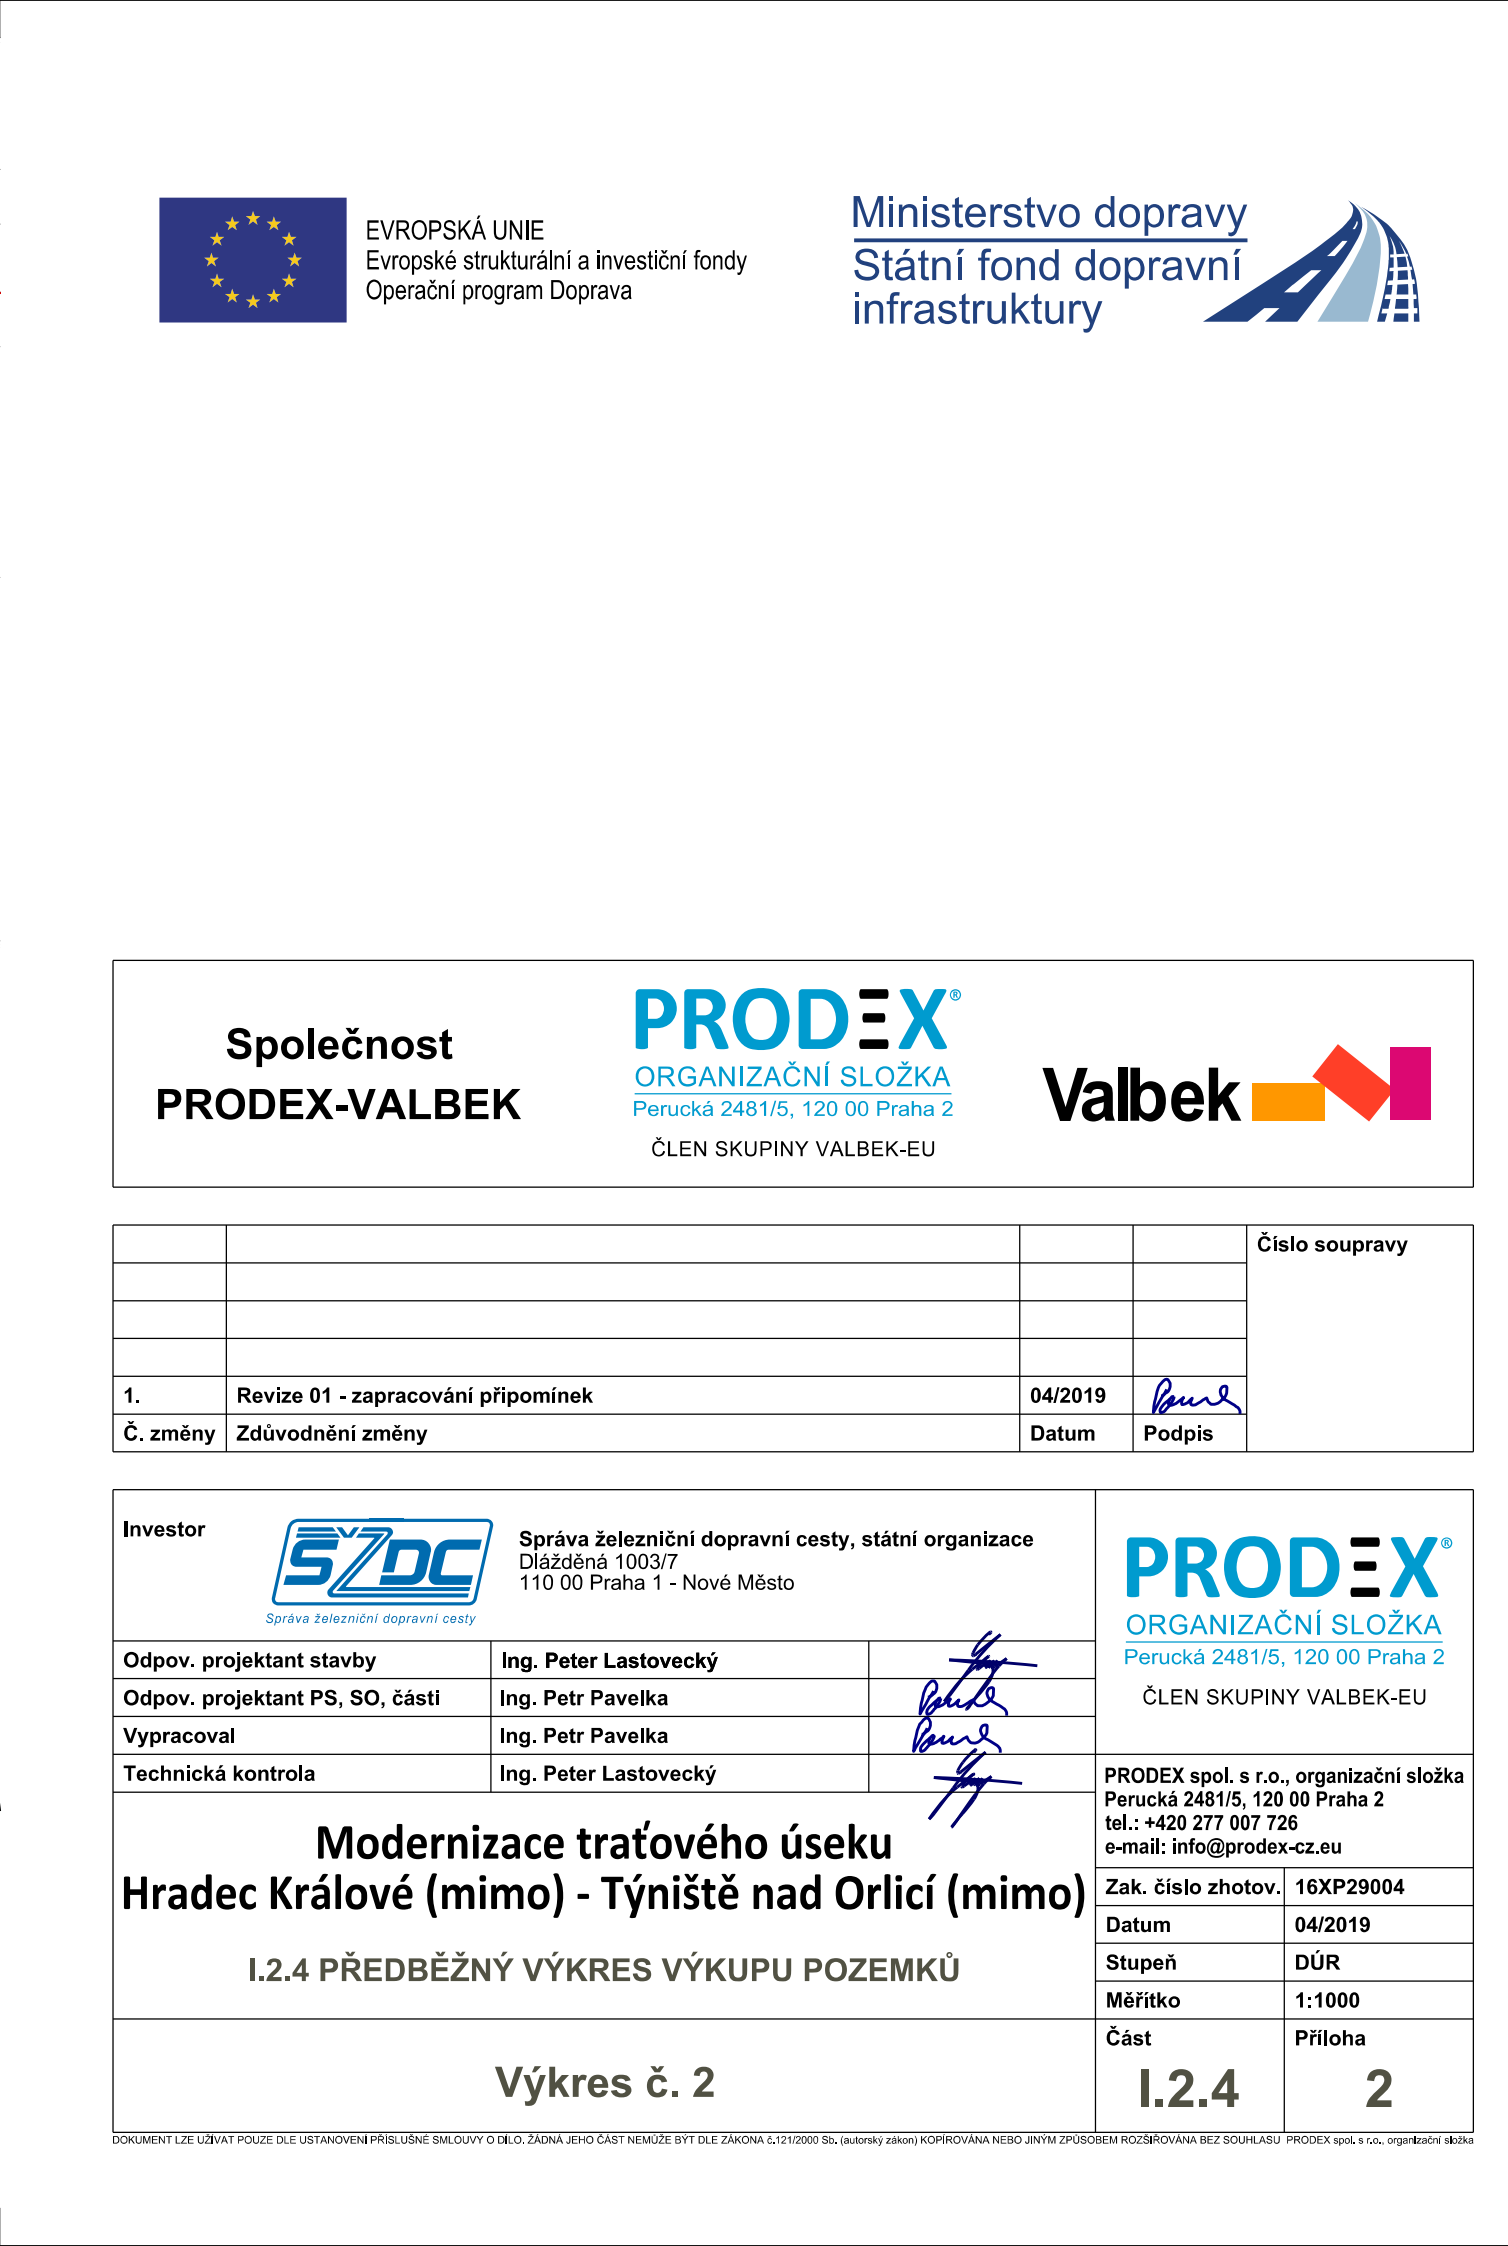 EVROPSKÁ UNIE
Evropské strukturální a investiční fondy
Operační program Doprava
Ministerstvo dopravy
Státní fond dopravní
infrastruktury
Společnost
PRODEX-VALBEK
PRODEX®
ORGANIZAČNÍ SLOŽKA
Perucká 2481/5, 120 00 Praha 2
ČLEN SKUPINY VALBEK-EU
Valbek
Číslo soupravy
1. Revize 01 - zapracování připomínek 04/2019
Č. změny Zdůvodnění změny Datum Podpis
Investor
SŽDC
Správa železniční dopravní cesty
Správa železniční dopravní cesty, státní organizace
Dlážděná 1003/7
110 00 Praha 1 - Nové Město
PRODEX®
ORGANIZAČNÍ SLOŽKA
Perucká 2481/5, 120 00 Praha 2
ČLEN SKUPINY VALBEK-EU
Odpov. projektant stavby Ing. Peter Lastovecký
Odpov. projektant PS, SO, části Ing. Petr Pavelka
Vypracoval Ing. Petr Pavelka
Technická kontrola Ing. Peter Lastovecký
PRODEX spol. s r.o., organizační složka
Perucká 2481/5, 120 00 Praha 2
tel.: +420 277 007 726
e-mail: info@prodex-cz.eu
Modernizace traťového úseku
Hradec Králové (mimo) - Týniště nad Orlicí (mimo)
I.2.4 PŘEDBĚŽNÝ VÝKRES VÝKUPU POZEMKŮ
Zak. číslo zhotov. 16XP29004
Datum 04/2019
Stupeň DÚR
Měřítko 1:1000
Část Příloha
Výkres č. 2
I.2.4 2
DOKUMENT LZE UŽÍVAT POUZE DLE USTANOVENÍ PŘÍSLUŠNÉ SMLOUVY O DÍLO. ŽÁDNÁ JEHO ČÁST NEMŮŽE BÝT DLE ZÁKONA č.121/2000 Sb. (autorský zákon) KOPÍROVÁNA NEBO JINÝM ZPŮSOBEM ROZŠIŘOVÁNA BEZ SOUHLASU PRODEX spol. s r.o., organizační složka